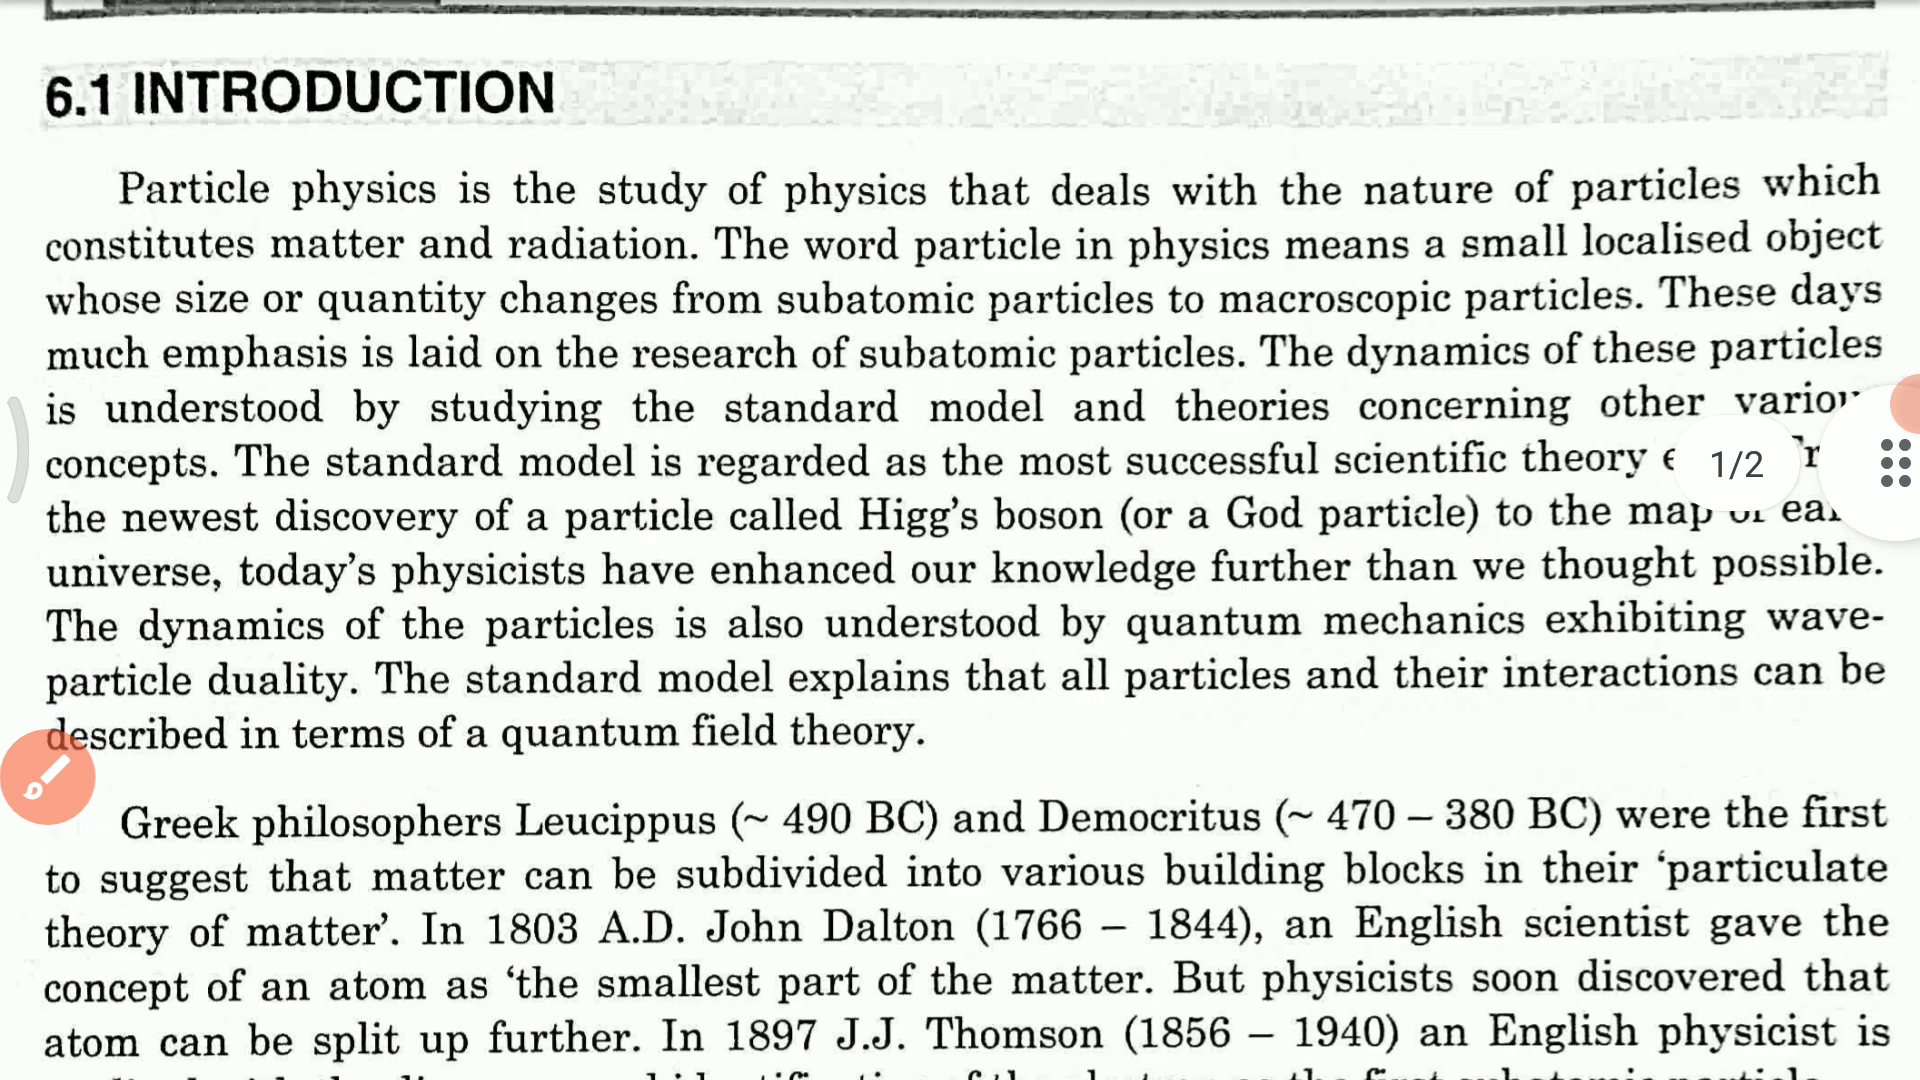 6.1 INTRODUCTION
Particle physics is the study of physics that deals with the nature of particles which
constitutes matter and radiation. The word particle in physics means a small localised object
whose size or quantity changes from subatomic particles to macroscopic particles. These days
much emphasis is laid on the research of subatomic particles. The dynamics of these particles
is understood by studying the standard model and theories concerning other
concepts. The standard model is regarded as the most successful scientific theory
1/2
the newest discovery of a particle called Higg's boson (or a God particle) to the map
universe, today's physicists have enhanced our knowledge further than we thought possible.
The dynamics of the particles is also understood by quantum mechanics exhibiting wave-
particle duality. The standard model explains that all particles and their interactions can be
described in terms of a quantum field theory.
Greek philosophers Leucippus (~ 490 BC) and Democritus (~ 470 – 380 BC) were the first
to suggest that matter can be subdivided into various building blocks in their 'particulate
theory of matter'. In 1803 A.D. John Dalton (1766 – 1844), an English scientist gave the
concept of an atom as 'the smallest part of the matter. But physicists soon discovered that
atom can be split up further. In 1897 J.J. Thomson (1856 – 1940) an English physicist is